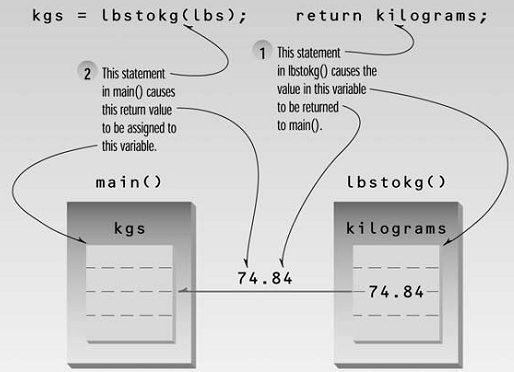 kgs = lbstokg(lbs);
return kilograms;
2 This statement
in main() causes
this return value
to be assigned to
this variable.
1 This statement
in lbstokg() causes the
value in this variable
to be returned
to main().
main()
lbstokg()
kgs
kilograms
74.84
74.84